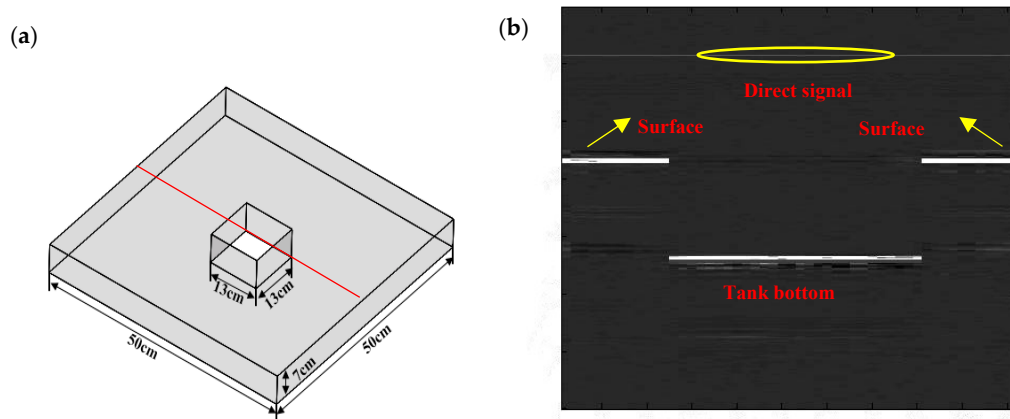 (a)
13cm
13cm
50cm
7cm
50cm
(b)
Direct signal
Surface
Surface
Tank bottom